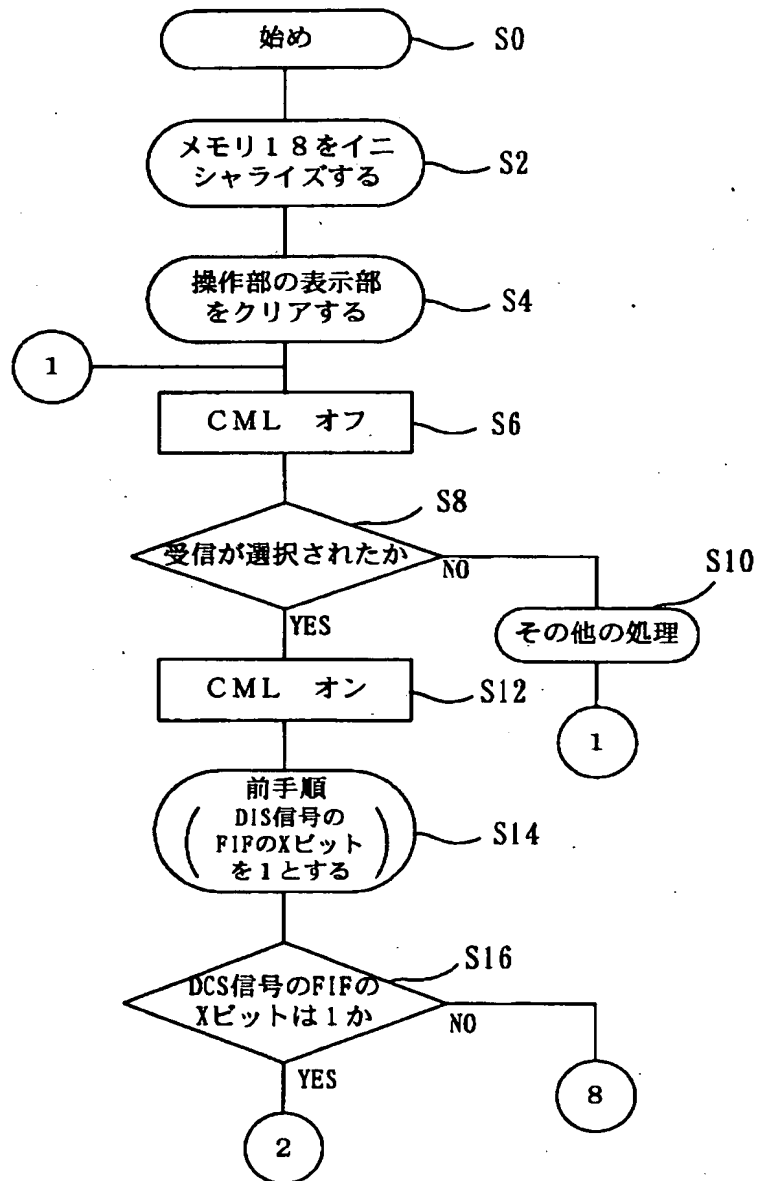 始め
S0
メモリ１８をイニ
シャライズする
S2
操作部の表示部
をクリアする
S4
1
ＣＭＬ　オフ
S6
S8
受信が選択されたか
NO
YES
S10
その他の処理
1
ＣＭＬ　オン
S12
前手順
(DIS信号の
FIFのXビット
を１とする)
S14
S16
DCS信号のFIFの
Xビットは１か
NO
YES
8
2